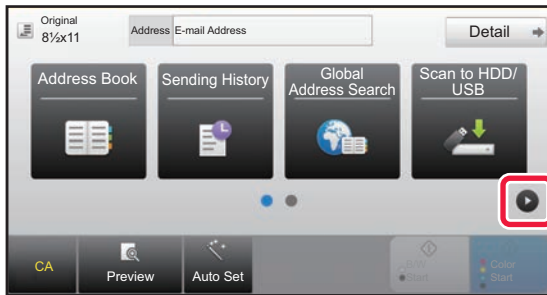 Original
8½x11
Address
E-mail Address
Detail
Address Book
Sending History
Global
Address Search
Scan to HDD/
USB
CA
Preview
Auto Set
B/W
Start
Color
Start